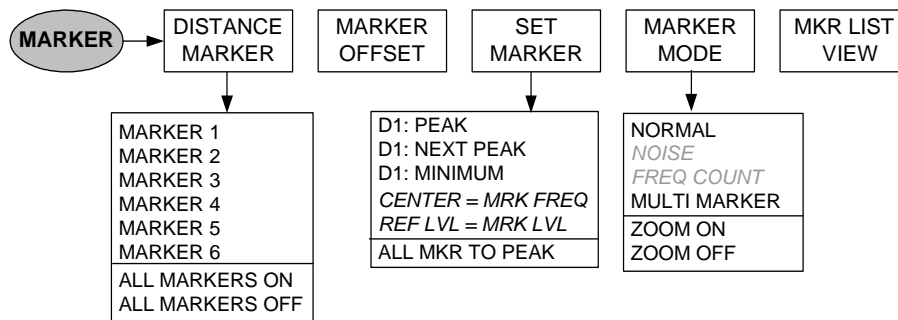 MARKER
DISTANCE
MARKER
MARKER
OFFSET
SET
MARKER
MARKER
MODE
MKR LIST
VIEW
MARKER 1
MARKER 2
MARKER 3
MARKER 4
MARKER 5
MARKER 6
ALL MARKERS ON
ALL MARKERS OFF
D1: PEAK
D1: NEXT PEAK
D1: MINIMUM
CENTER = MRK FREQ
REF LVL = MRK LVL
ALL MKR TO PEAK
NORMAL
NOISE
FREQ COUNT
MULTI MARKER
ZOOM ON
ZOOM OFF